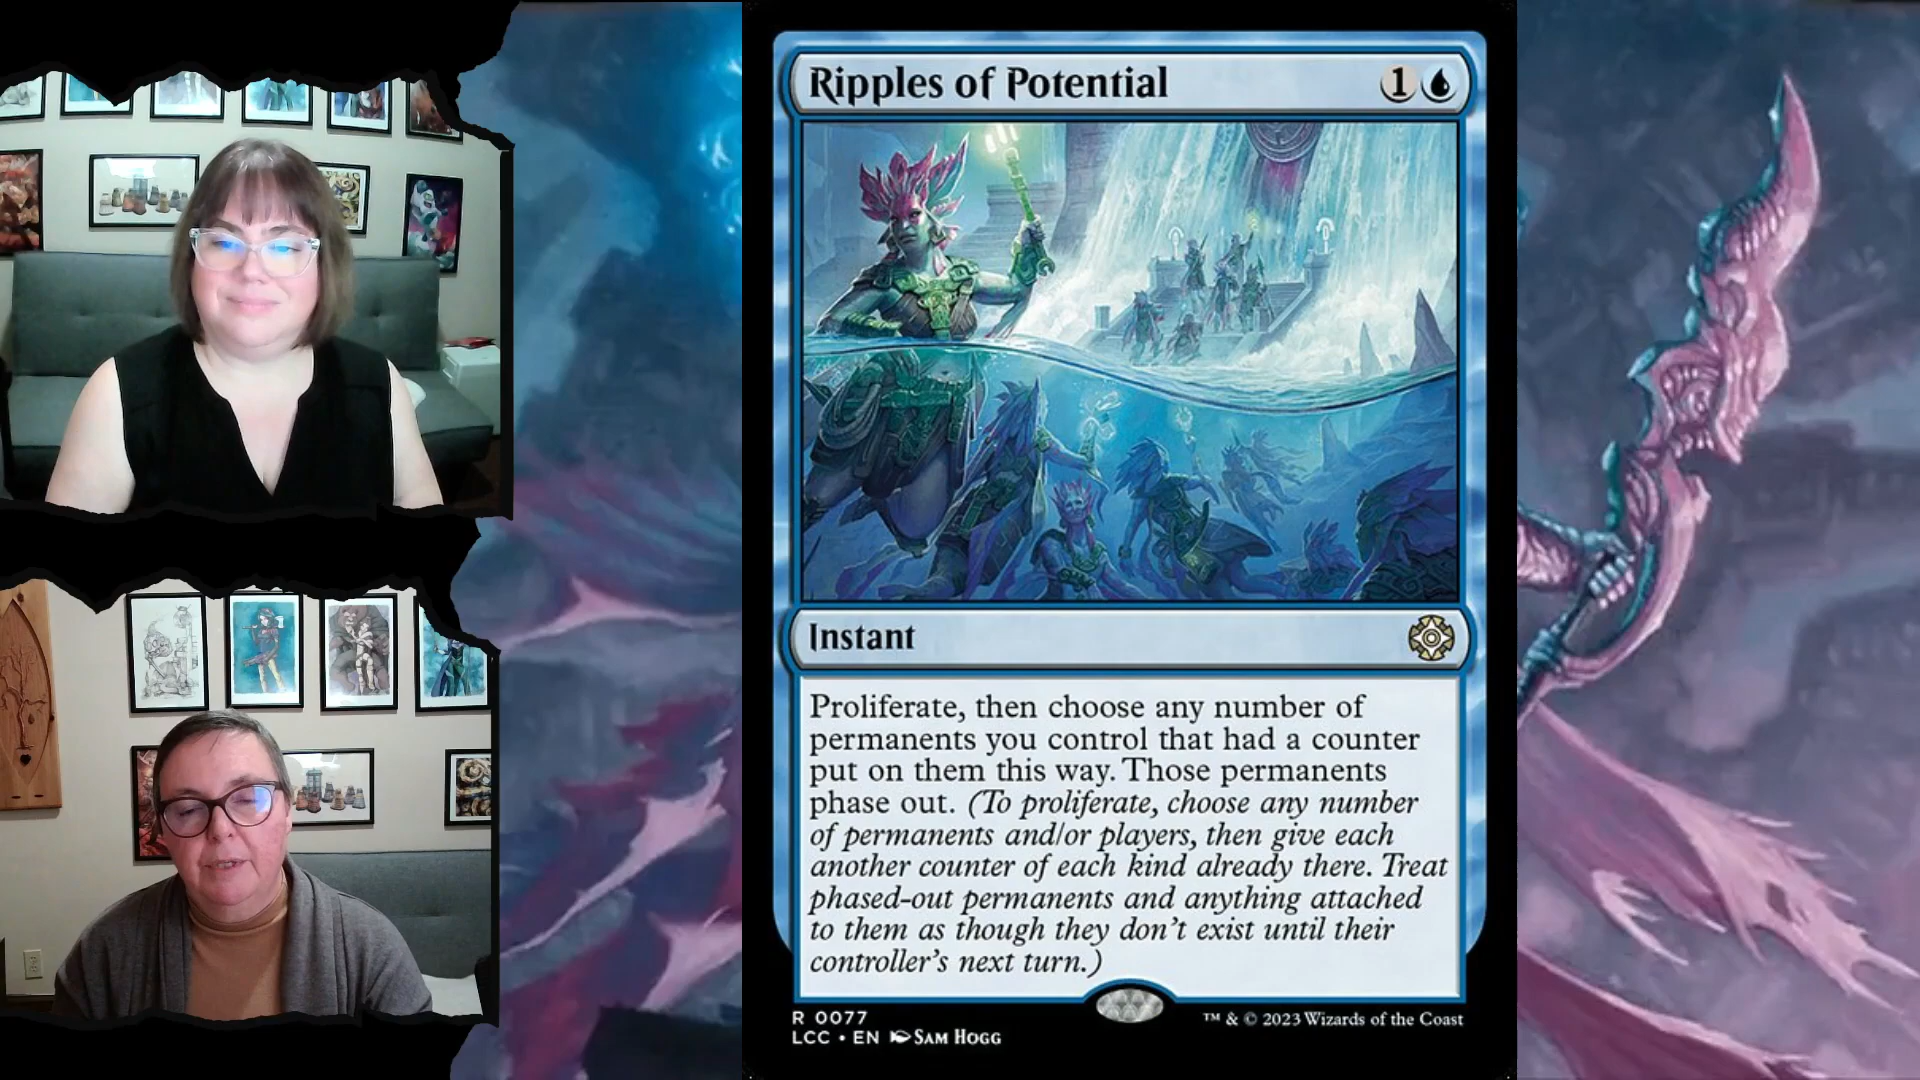 Ripples of Potential 1
Instant
Proliferate, then choose any number of
permanents you control that had a counter
put on them this way. Those permanents
phase out. (To proliferate, choose any number
of permanents and/or players, then give each
another counter of each kind already there. Treat
phased-out permanents and anything attached
to them as though they don't exist until their
controller's next turn.)
R 0077
LCC • EN Sam Hogg
™ & © 2023 Wizards of the Coast